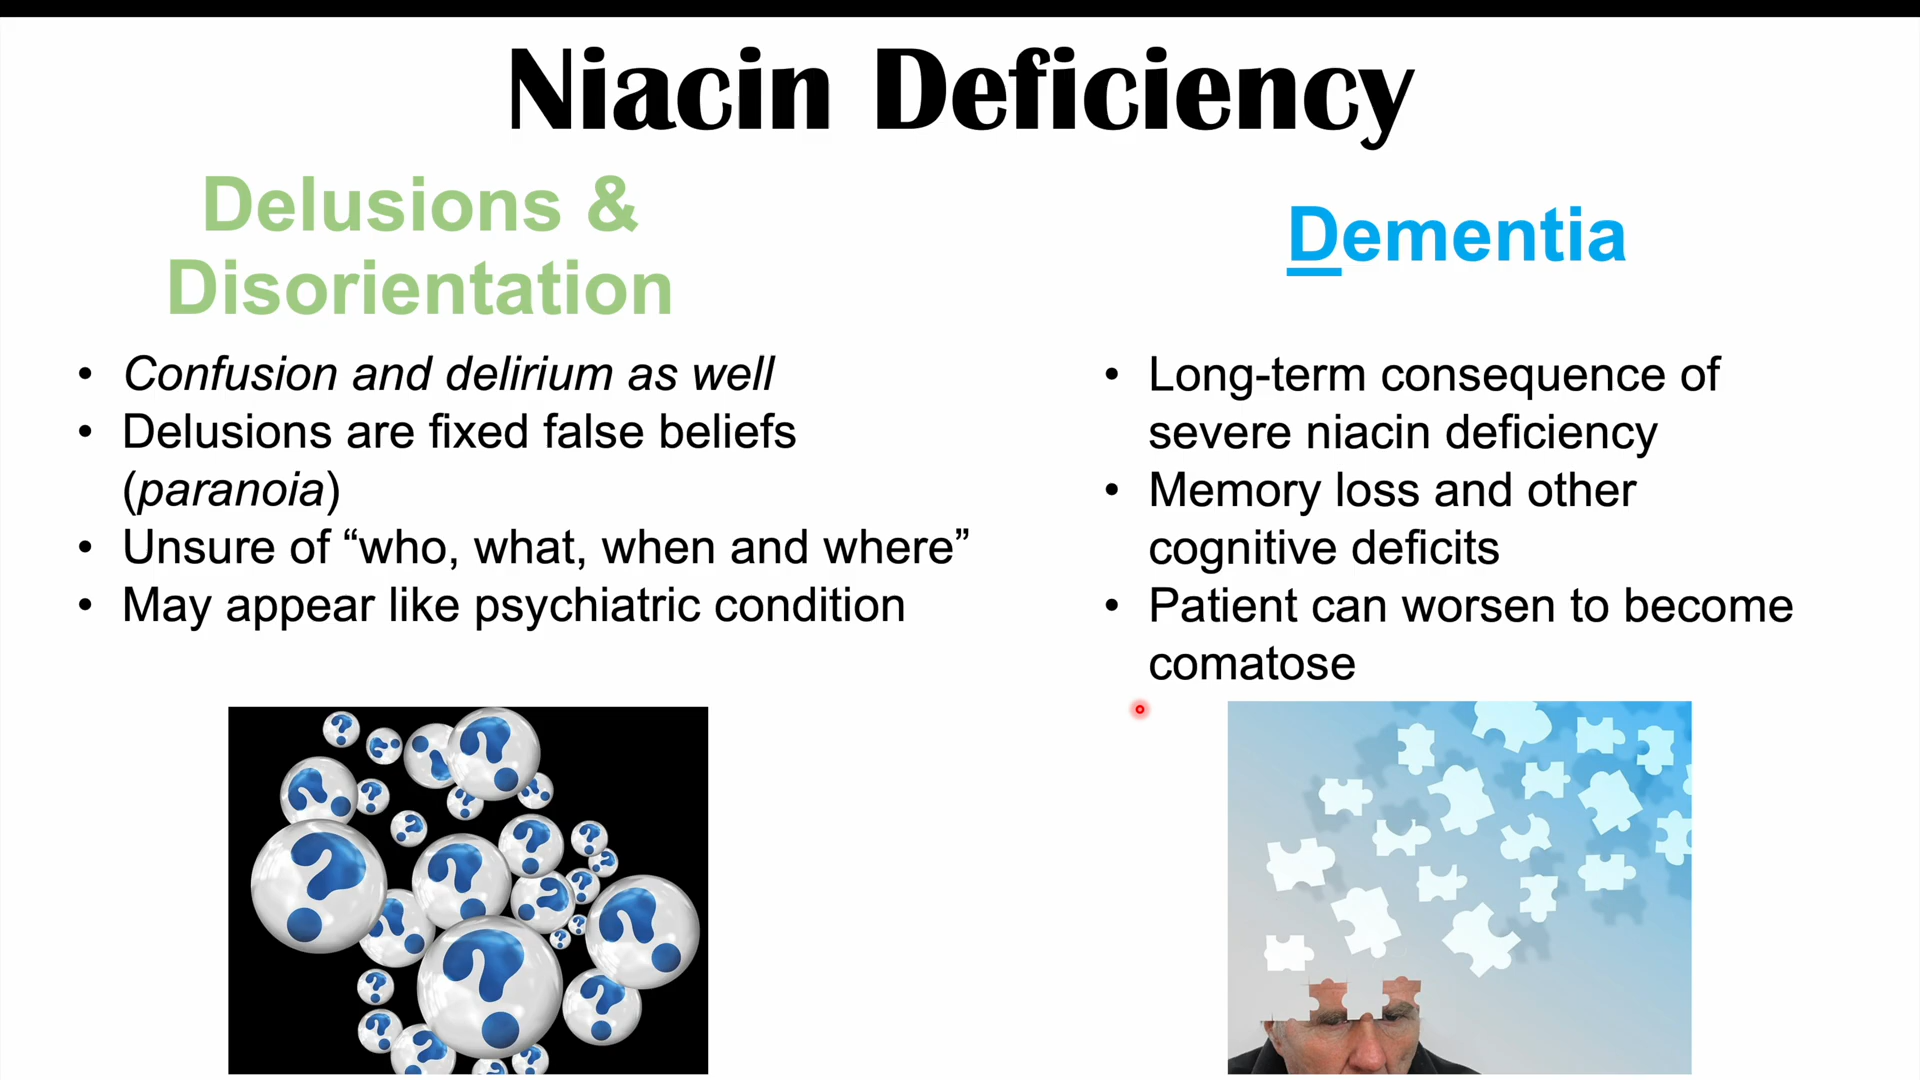 Niacin Deficiency
Delusions &
Disorientation
• Confusion and delirium as well
• Delusions are fixed false beliefs
(paranoia)
• Unsure of “who, what, when and where”
• May appear like psychiatric condition
Dementia
• Long-term consequence of
severe niacin deficiency
• Memory loss and other
cognitive deficits
• Patient can worsen to become
comatose